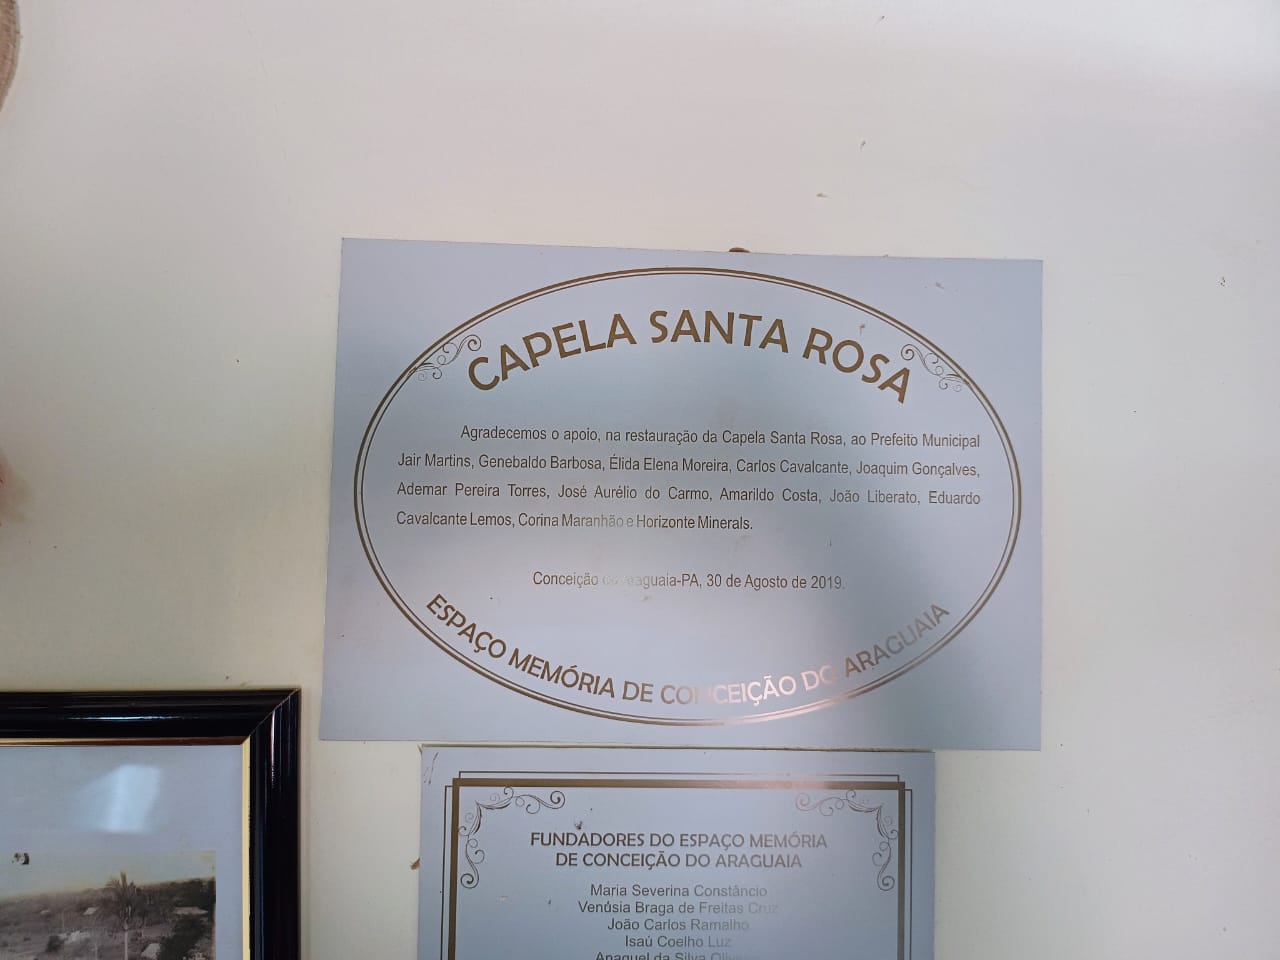 CAPELA SANTA ROSA
Agradecemos o apoio, na restauração da Capela Santa Rosa, ao Prefeito Municipal
Jair Martins, Genebaldo Barbosa, Élida Elena Moreira, Carlos Cavalcante, Joaquim Gonçalves,
Ademar Pereira Torres, José Aurélio do Carmo, Amarildo Costa, João Liberato, Eduardo
Cavalcante Lemos, Corina Maranhão e Horizonte Minerals.
Conceição do Araguaia-PA, 30 de Agosto de 2019.
ESPAÇO MEMÓRIA DE CONCEIÇÃO DO ARAGUAIA
FUNDADORES DO ESPAÇO MEMÓRIA
DE CONCEIÇÃO DO ARAGUAIA
Maria Severina Constâncio
Venúsia Braga de Freitas Cruz
João Carlos Ramalho
Isaú Coelho Luz
da Silva